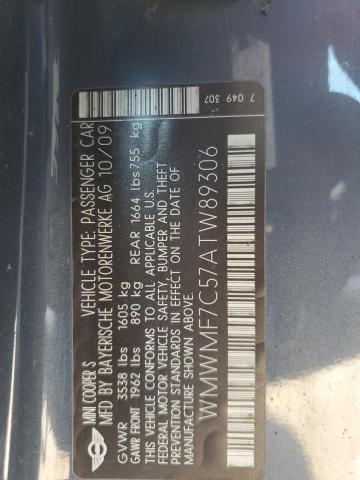 MINI COOPER S
VEHICLE TYPE: PASSENGER CAR
MFD BY BAYERISCHE MOTORENWERKE AG 10/09
GVWR 3538 lbs 1605 kg
GAWR FRONT 1962 lbs 890 kg REAR 1664 lbs 755 kg
THIS VEHICLE CONFORMS TO ALL APPLICABLE U.S.
FEDERAL MOTOR VEHICLE SAFETY, BUMPER AND THEFT
PREVENTION STANDARDS IN EFFECT ON THE DATE OF
MANUFACTURE SHOWN ABOVE.
WMWMF7C57ATW89306
7 049 307